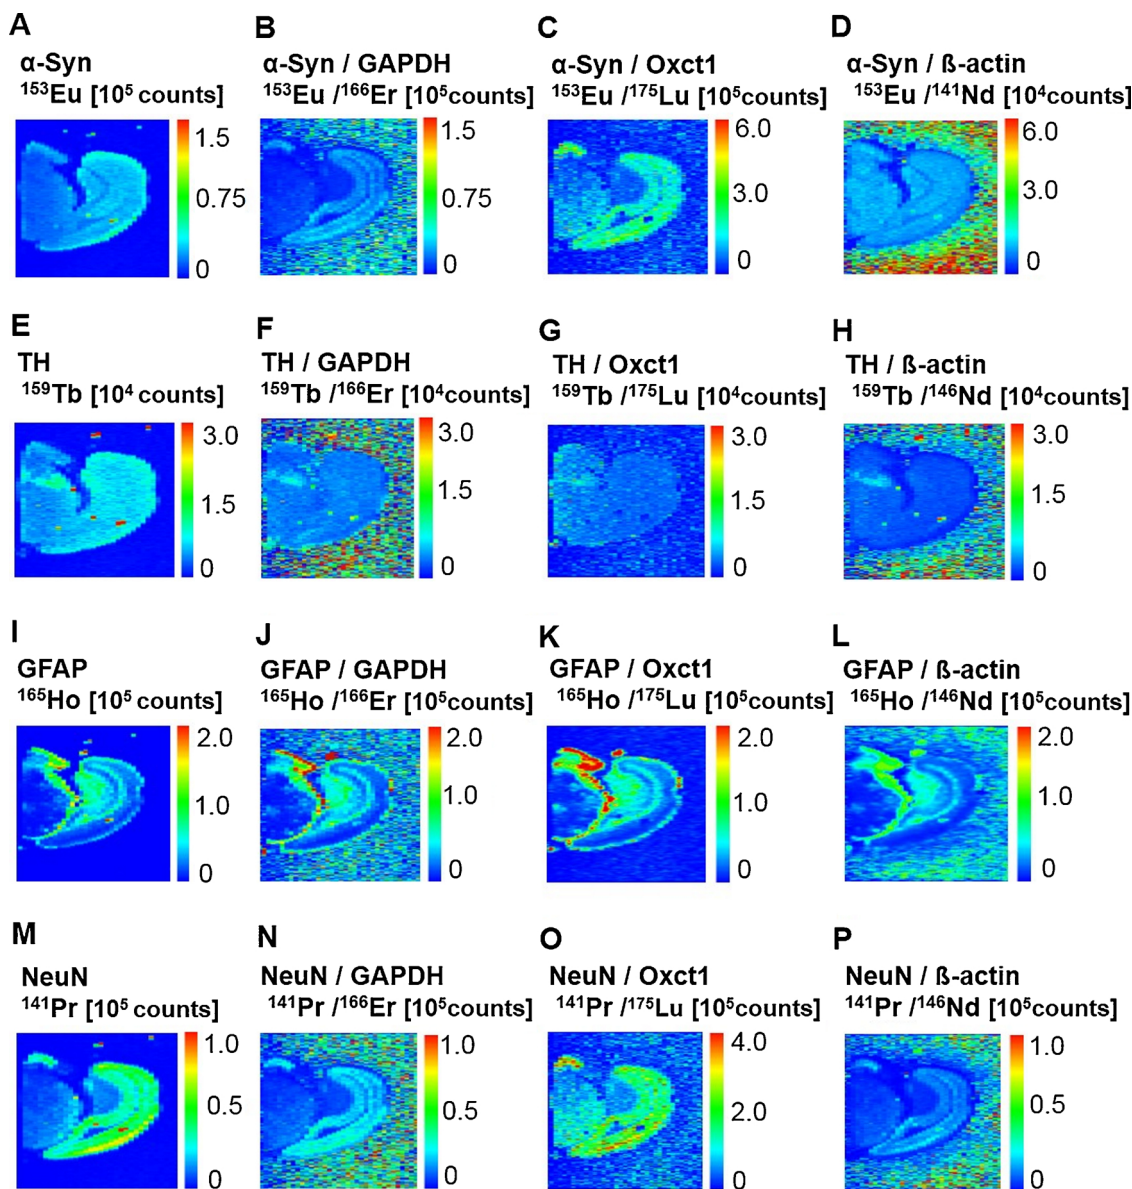 A
α-Syn
¹⁵³Eu [10⁵ counts]
1.5
0.75
0
B
α-Syn / GAPDH
¹⁵³Eu /¹⁶⁶Er [10⁵counts]
1.5
0.75
0
C
α-Syn / Oxct1
¹⁵³Eu /¹⁷⁵Lu [10⁵counts]
6.0
3.0
0
D
α-Syn / ß-actin
¹⁵³Eu /¹⁴¹Nd [10⁴counts]
6.0
3.0
0
E
TH
¹⁵⁹Tb [10⁴ counts]
3.0
1.5
0
F
TH / GAPDH
¹⁵⁹Tb /¹⁶⁶Er [10⁴counts]
3.0
1.5
0
G
TH / Oxct1
¹⁵⁹Tb /¹⁷⁵Lu [10⁴counts]
3.0
1.5
0
H
TH / ß-actin
¹⁵⁹Tb /¹⁴⁶Nd [10⁴counts]
3.0
1.5
0
I
GFAP
¹⁶⁵Ho [10⁵ counts]
2.0
1.0
0
J
GFAP / GAPDH
¹⁶⁵Ho /¹⁶⁶Er [10⁵counts]
2.0
1.0
0
K
GFAP / Oxct1
¹⁶⁵Ho /¹⁷⁵Lu [10⁵counts]
2.0
1.0
0
L
GFAP / ß-actin
¹⁶⁵Ho /¹⁴⁶Nd [10⁵counts]
2.0
1.0
0
M
NeuN
¹⁴¹Pr [10⁵ counts]
1.0
0.5
0
N
NeuN / GAPDH
¹⁴¹Pr /¹⁶⁶Er [10⁵counts]
1.0
0.5
0
O
NeuN / Oxct1
¹⁴¹Pr /¹⁷⁵Lu [10⁵counts]
4.0
2.0
0
P
NeuN / ß-actin
¹⁴¹Pr /¹⁴⁶Nd [10⁵counts]
1.0
0.5
0